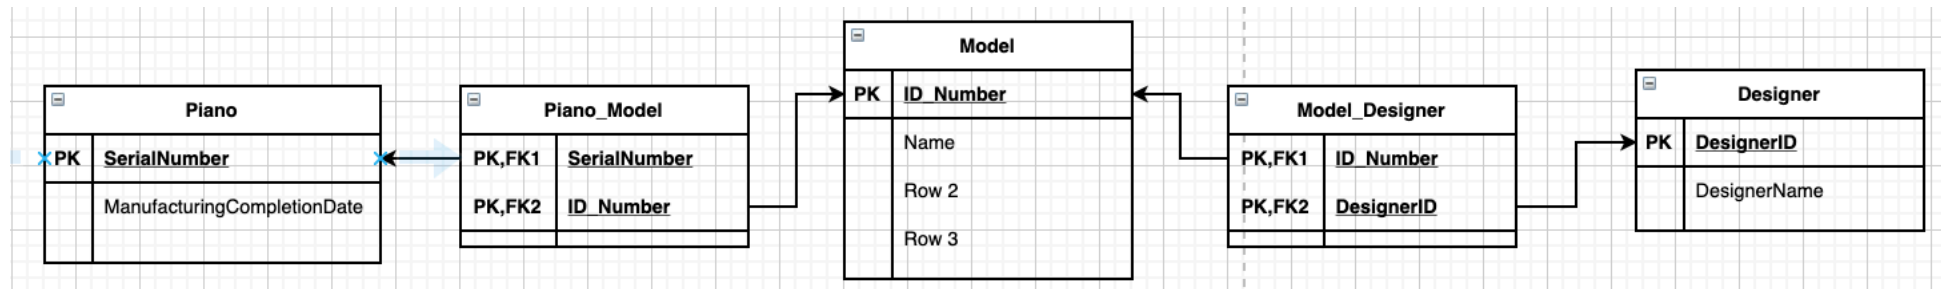 Piano
PK SerialNumber
ManufacturingCompletionDate
Piano_Model
PK,FK1 SerialNumber
PK,FK2 ID_Number
Model
PK ID_Number
Name
Row 2
Row 3
Model_Designer
PK,FK1 ID_Number
PK,FK2 DesignerID
Designer
PK DesignerID
DesignerName